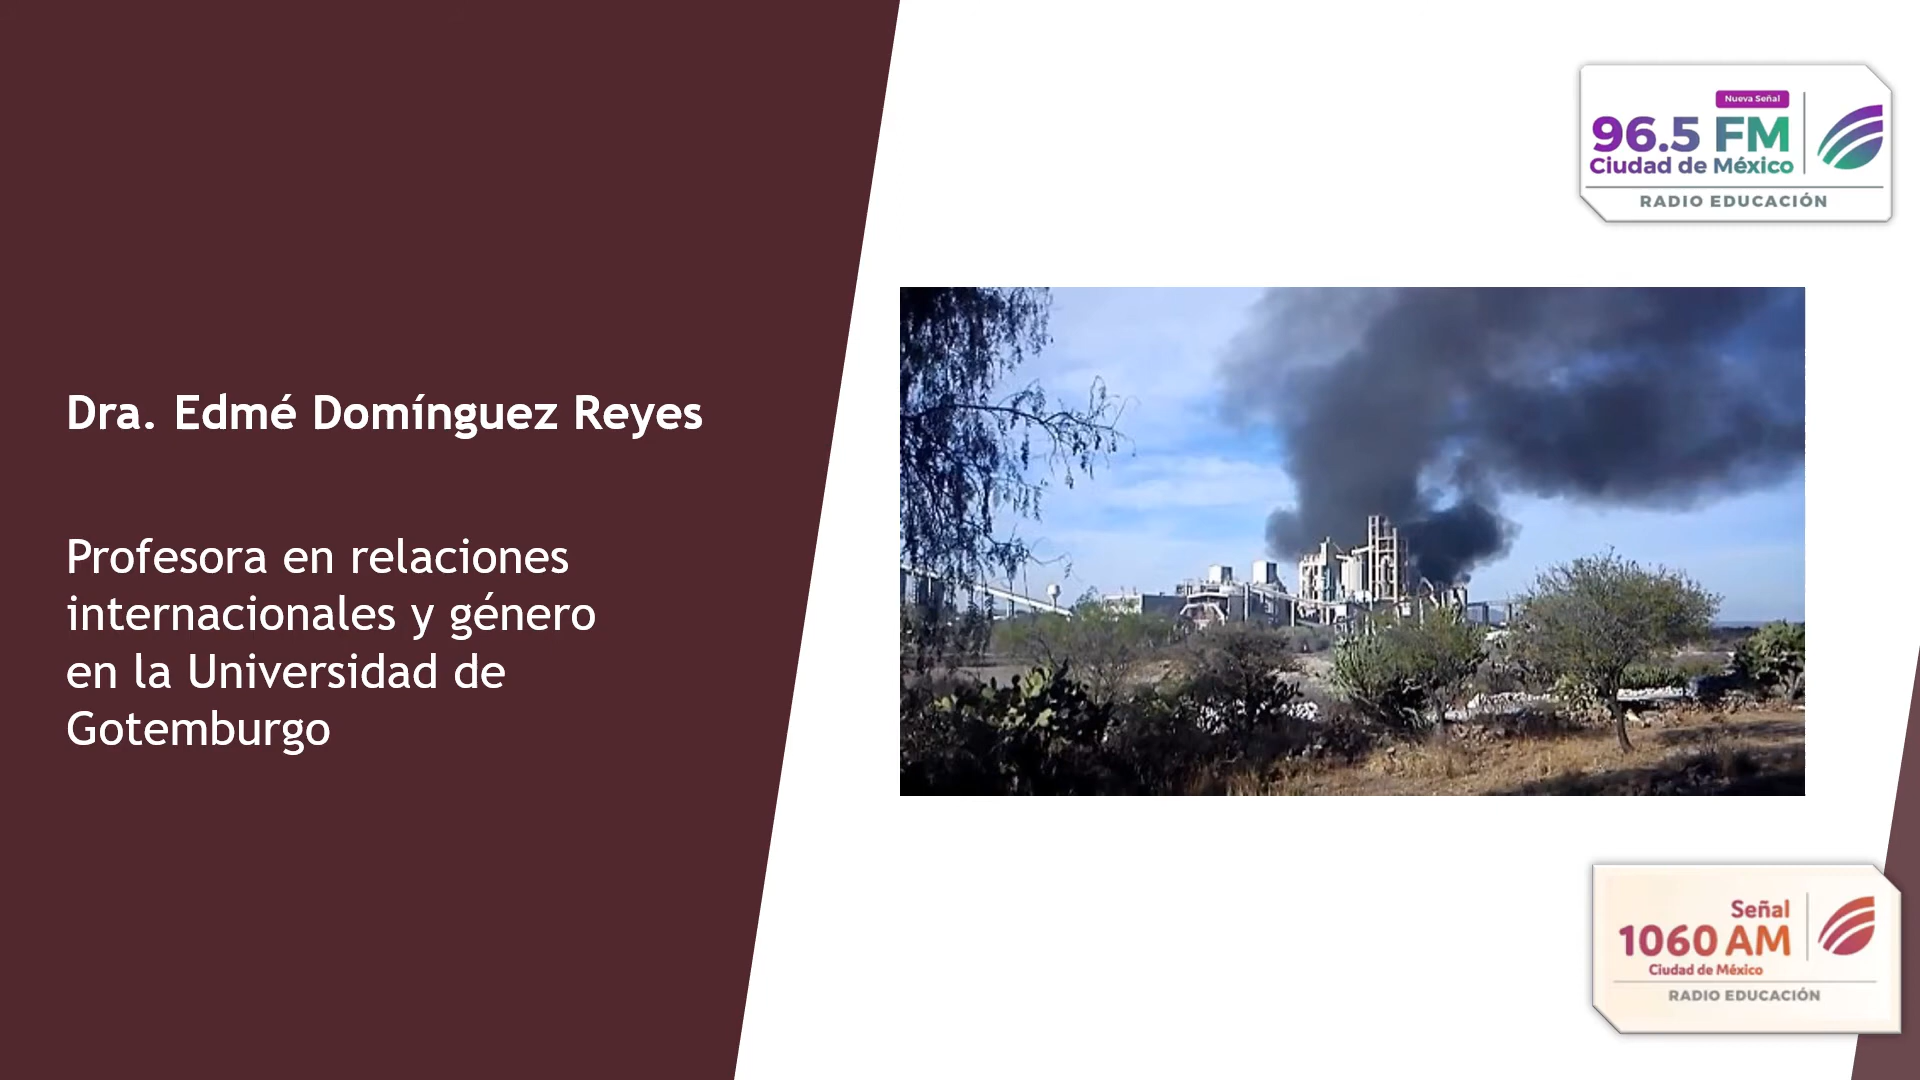 Dra. Edmé Domínguez Reyes
Profesora en relaciones
internacionales y género
en la Universidad de
Gotemburgo
Nueva Señal
96.5 FM
Ciudad de México
RADIO EDUCACIÓN
Señal
1060 AM
Ciudad de México
RADIO EDUCACIÓN